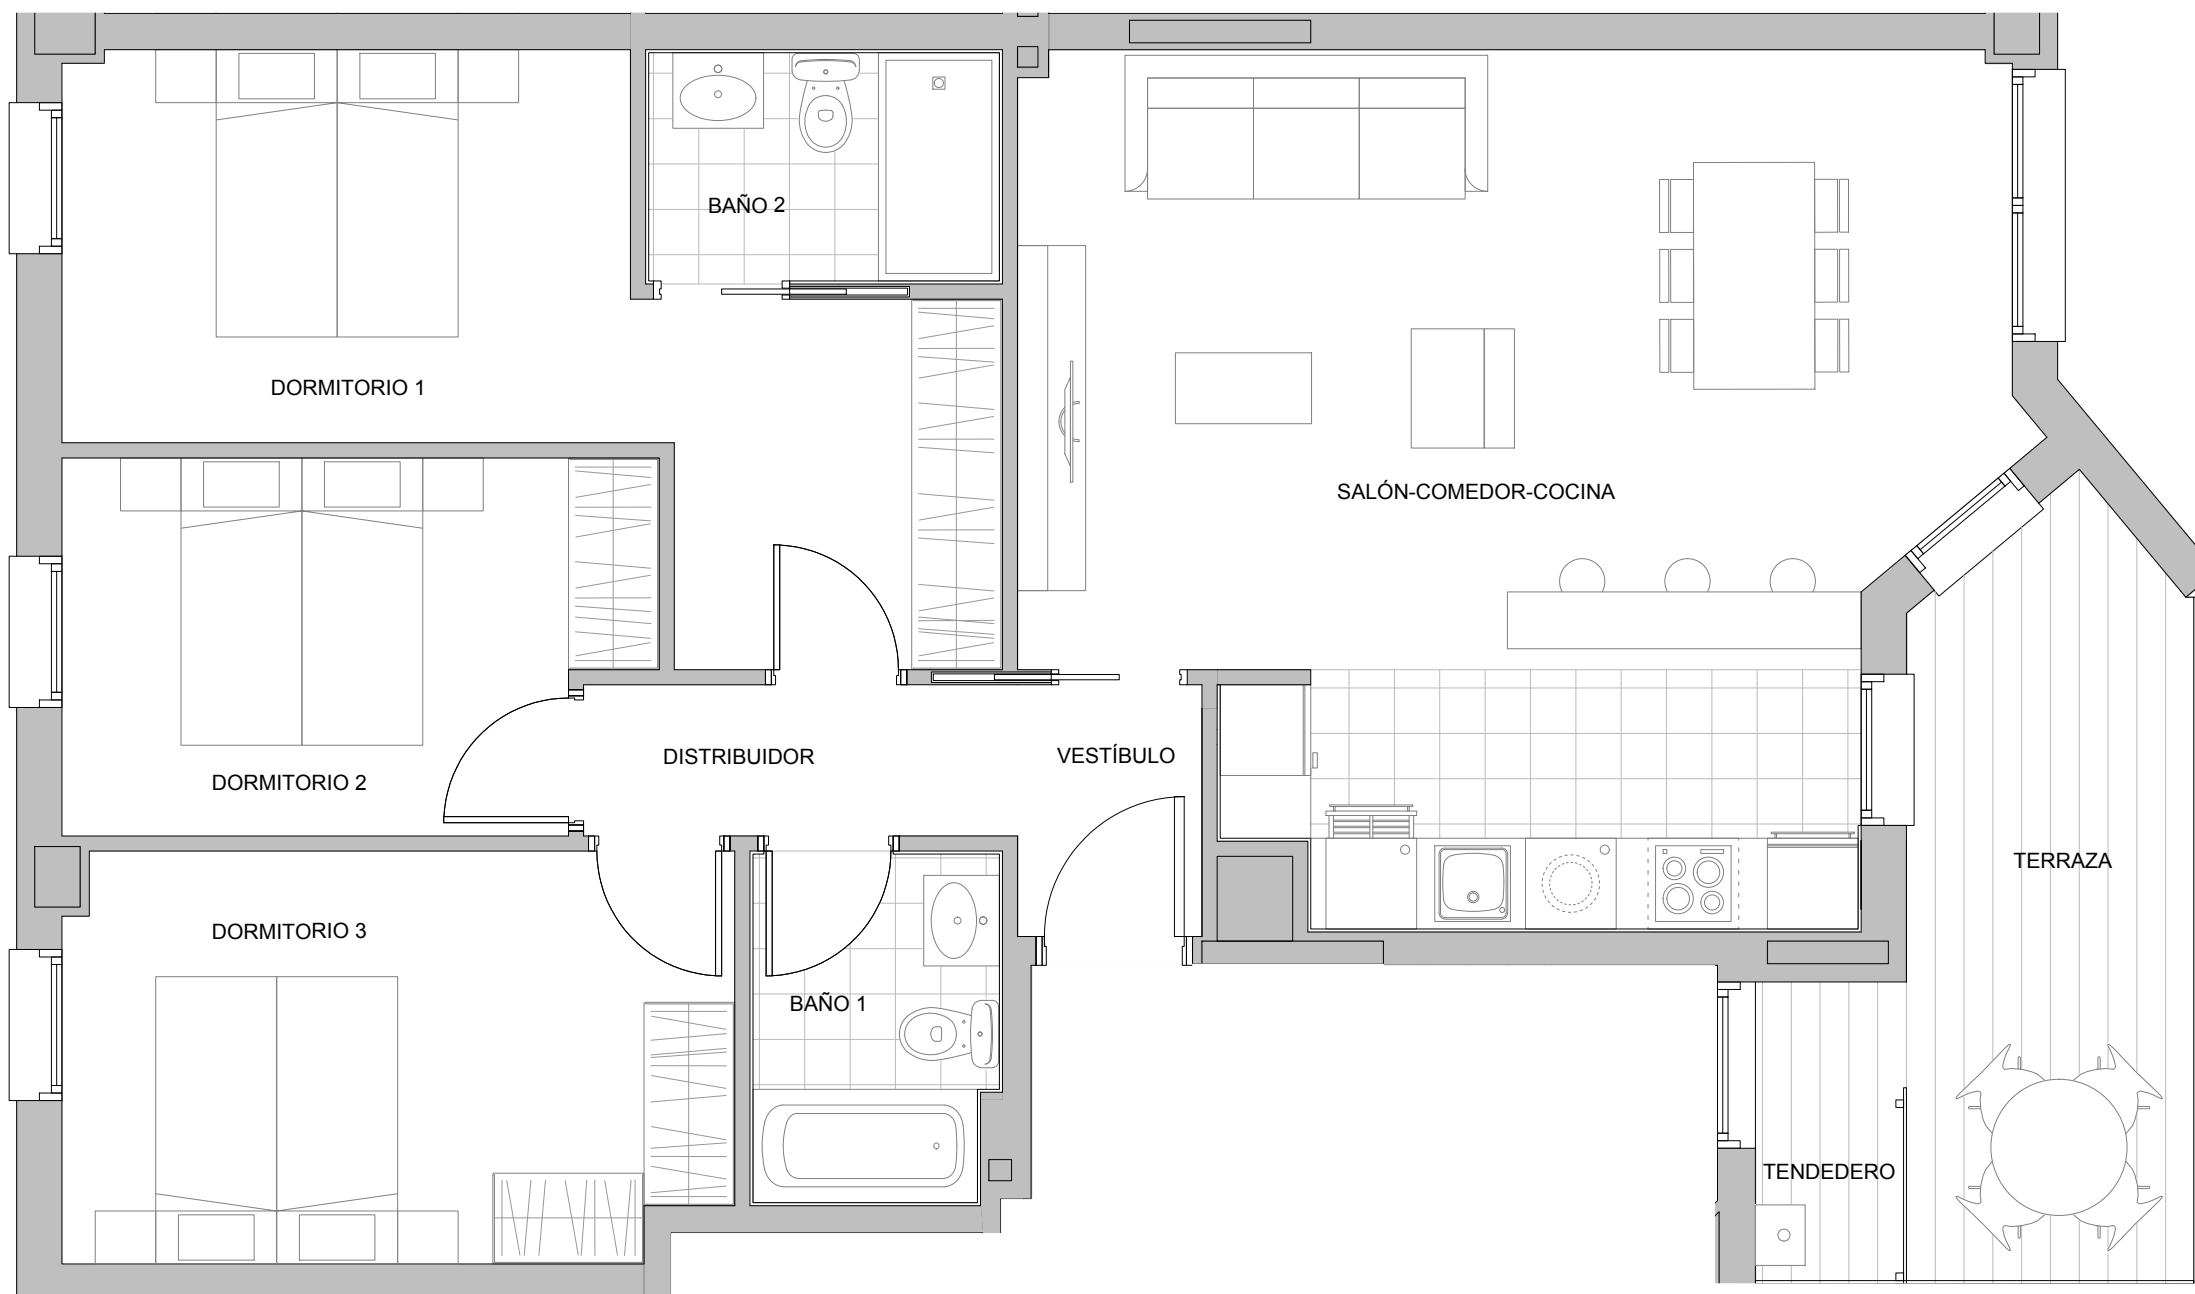 BAÑO 2
DORMITORIO 1
SALÓN-COMEDOR-COCINA
DISTRIBUIDOR
VESTÍBULO
DORMITORIO 2
TERRAZA
DORMITORIO 3
BAÑO 1
TENDEDERO